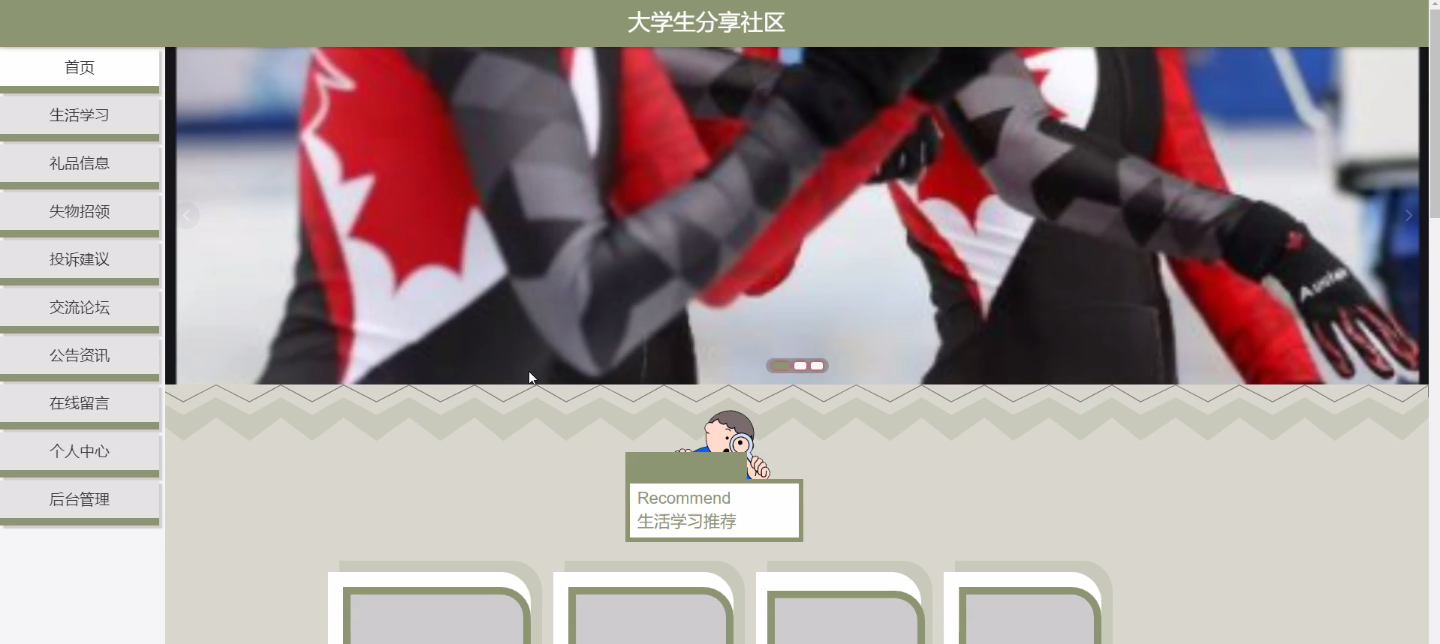 大学生分享社区
首页
生活学习
礼品信息
失物招领
投诉建议
交流论坛
公告资讯
在线留言
个人中心
后台管理
Recommend
生活学习推荐